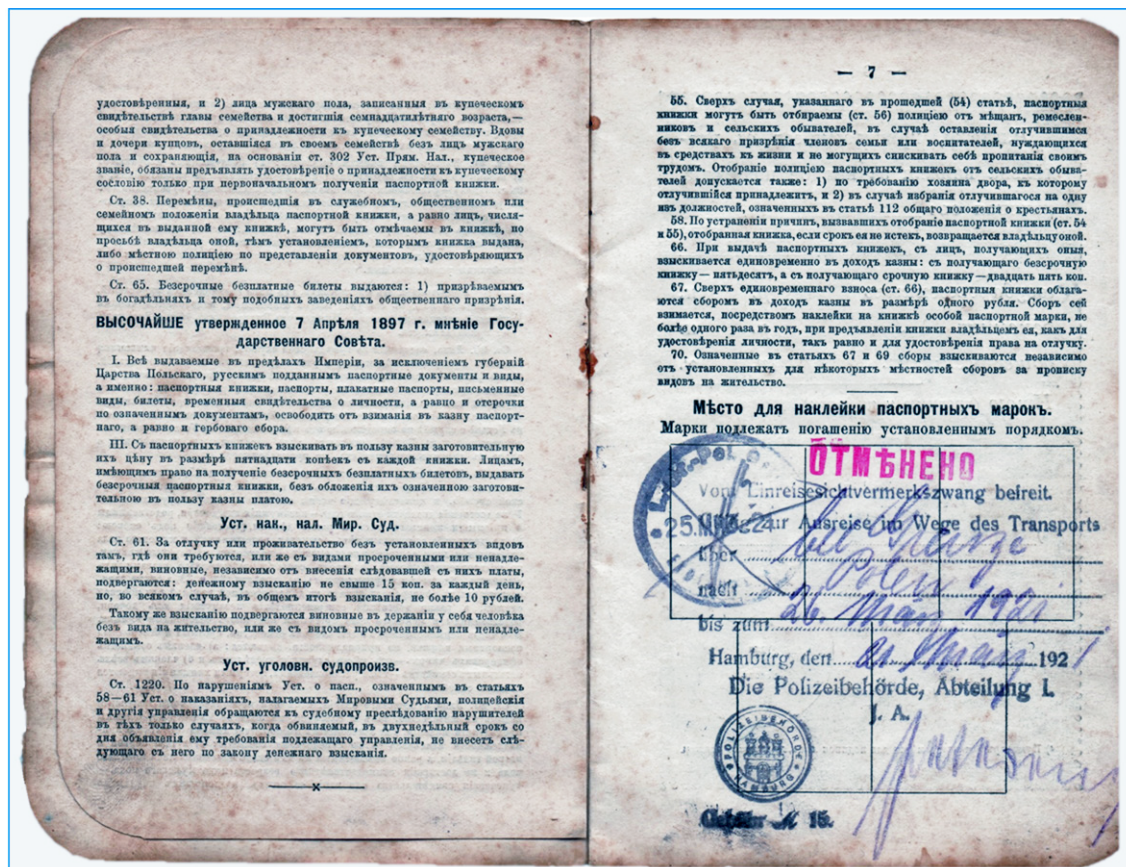 удостовѣренныя, и 2) лица мужскаго пола, записанныя въ купеческомъ
свидѣтельствѣ главы семейства и достигшія семнадцатилѣтняго возраста,—
особыя свидѣтельства о принадлежности къ купеческому семейству. Вдовы
и дочери купцовъ, оставшіяся въ своемъ семействѣ безъ лицъ мужскаго
пола и сохраняющія, на основаніи ст. 302 Уст. Прям. Нал., купеческое
званіе, обязаны предъявлять удостовѣреніе о принадлежности къ купеческому
сословію только при первоначальномъ полученіи паспортной книжки.
Ст. 38. Перемѣны, происшедшія въ служебномъ, общественномъ или
семейномъ положеніи владѣльца паспортной книжки, а равно лицъ, числя-
щихся въ выданной ему книжкѣ, могутъ быть отмѣчаемы въ книжкѣ, по
просьбѣ владѣльца оной, тѣмъ установленіемъ, которымъ книжка выдана,
либо мѣстною полиціею по представленіи документовъ, удостовѣряющихъ
о происшедшей перемѣнѣ.
Ст. 65. Безсрочные безплатные билеты выдаются: 1) призрѣваемымъ
въ богадѣльняхъ и тому подобныхъ заведеніяхъ общественнаго призрѣнія.
ВЫСОЧАЙШЕ утвержденное 7 Апрѣля 1897 г. мнѣніе Госу-
дарственнаго Совѣта.
I. Всѣ выдаваемые въ предѣлахъ Имперіи, за исключеніемъ губерній
Царства Польскаго, русскимъ подданнымъ паспортные документы и виды,
а именно: паспортныя книжки, паспорты, плакатные паспорты, письменные
виды, билеты, временныя свидѣтельства о личности, а равно и отсрочки
по означеннымъ документамъ, освободить отъ взиманія въ казну паспорт-
наго, а равно и гербоваго сбора.
III. Съ паспортныхъ книжекъ взыскивать въ пользу казны заготовительную
ихъ цѣну въ размѣрѣ пятнадцати копѣекъ съ каждой книжки. Лицамъ,
имѣющимъ право на полученіе безсрочныхъ безплатныхъ билетовъ, выдавать
безсрочныя паспортныя книжки, безъ обложенія ихъ означенною заготови-
тельною въ пользу казны платою.
Уст. нак., нал. Мир. Суд.
Ст. 61. За отлучку или проживательство безъ установленныхъ видовъ
тамъ, гдѣ они требуются, или же съ видами просроченными или ненадле-
жащими, виновные, независимо отъ внесенія слѣдовавшей съ нихъ платы,
подвергаются: денежному взысканію не свыше 15 коп. за каждый день,
но, во всякомъ случаѣ, въ общемъ итогѣ взысканія, не болѣе 10 рублей.
Такому же взысканію подвергаются виновные въ держаніи у себя человѣка
безъ вида на жительство, или же съ видомъ просроченнымъ или ненадле-
жащимъ.
Уст. уголовн. судопроизв.
Ст. 1220. По нарушеніямъ Уст. о пасп., означеннымъ въ статьяхъ
58—61 Уст. о наказаніяхъ, налагаемыхъ Мировыми Судьями, полицейскія
и другія управленія обращаются къ судебному преслѣдованію нарушителей
въ тѣхъ только случаяхъ, когда обвиняемый, въ двухнедѣльный срокъ со
дня объявленія ему требованія подлежащаго управленія, не внесетъ слѣ-
дующаго съ него по закону денежнаго взысканія.
— 7 —
55. Сверхъ случая, указаннаго въ прошедшей (54) статьѣ, паспортныя
книжки могутъ быть отбираемы (ст. 56) полиціею отъ мѣщанъ, ремеслен-
никовъ и сельскихъ обывателей, въ случаѣ оставленія отлучившимся
безъ всякаго призрѣнія членовъ семьи или воспитателей, нуждающихся
въ средствахъ къ жизни и не могущихъ снискивать себѣ пропитанія своимъ
трудомъ. Отобраніе полиціею паспортныхъ книжекъ отъ сельскихъ обыва-
телей допускается также: 1) по требованію хозяина двора, къ которому
отлучившійся принадлежитъ, и 2) въ случаѣ избранія отлучившагося на одну
изъ должностей, означенныхъ въ статьѣ 112 общаго положенія о крестьянахъ.
58. По устраненіи причинъ, вызвавшихъ отобраніе паспортной книжки (ст. 54
и 55), отобранная книжка, если срокъ ея не истекъ, возвращается владѣльцу оной.
66. При выдачѣ паспортныхъ книжекъ, съ лицъ, получающихъ оныя,
взыскивается единовременно въ доходъ казны: съ получающаго безсрочную
книжку— пятьдесятъ, а съ получающаго срочную книжку—двадцать пять коп.
67. Сверхъ единовременнаго взноса (ст. 66), паспортныя книжки облага-
ются сборомъ въ доходъ казны въ размѣрѣ одного рубля. Сборъ сей
взимается, посредствомъ наклейки на книжкѣ особой паспортной марки, не
болѣе одного раза въ годъ, при предъявленіи книжки владѣльцемъ ея, какъ для
удостовѣренія личности, такъ равно и для удостовѣренія права на отлучку.
70. Означенные въ статьяхъ 67 и 69 сборы взыскиваются независимо
отъ установленныхъ для нѣкоторыхъ мѣстностей сборовъ за прописку
видовъ на жительство.
Мѣсто для наклейки паспортныхъ марокъ.
Марки подлежатъ погашенію установленнымъ порядкомъ.
ОТМѢНЕНО
Vom Einreisesichtvermerkszwang befreit.
Gültig zur Ausreise im Wege des Transports
über
nach Polen
bis zum 26. März 1921
Hamburg, den März 1921
Die Polizeibehörde, Abteilung I.
J. A.
POLIZEIBEHÖRDE HAMBURG
Gebühr № 15.